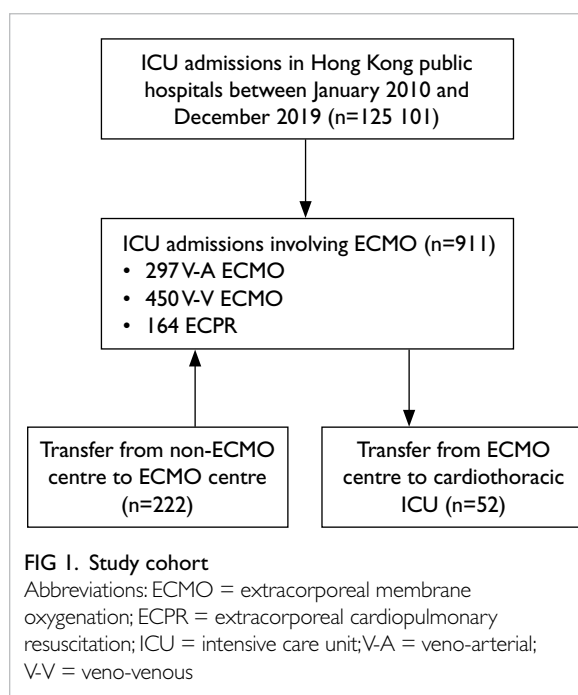 ICU admissions in Hong Kong public
hospitals between January 2010 and
December 2019 (n=125 101)
ICU admissions involving ECMO (n=911)
• 297 V-A ECMO
• 450 V-V ECMO
• 164 ECPR
Transfer from non-ECMO
centre to ECMO centre
(n=222)
Transfer from ECMO
centre to cardiothoracic
ICU (n=52)
FIG 1. Study cohort
Abbreviations: ECMO = extracorporeal membrane
oxygenation; ECPR = extracorporeal cardiopulmonary
resuscitation; ICU = intensive care unit; V-A = veno-arterial;
V-V = veno-venous